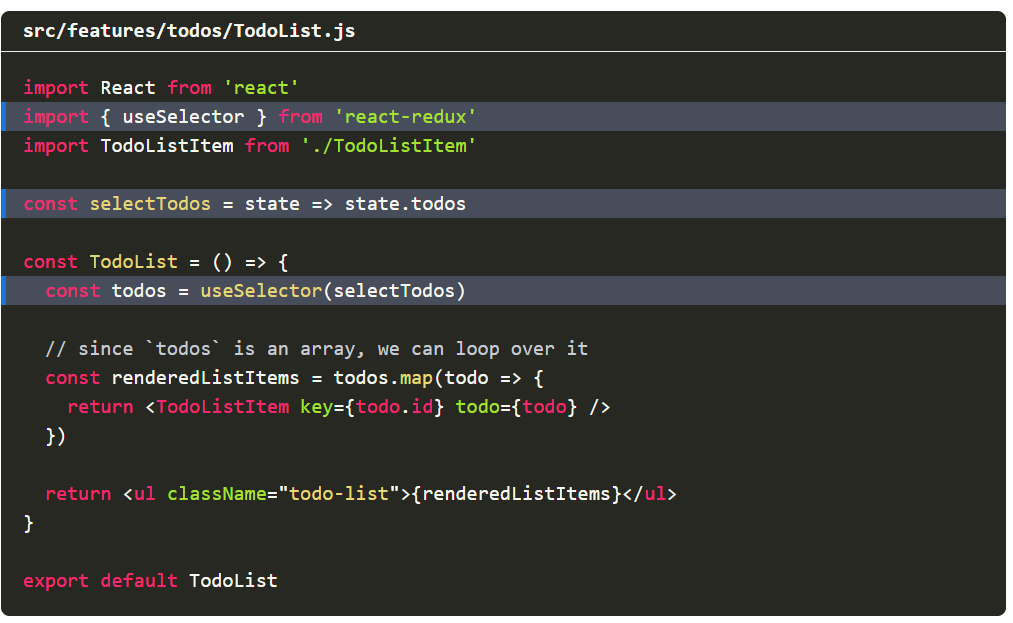 src/features/todos/TodoList.js
import React from 'react'
import { useSelector } from 'react-redux'
import TodoListItem from './TodoListItem'
const selectTodos = state => state.todos
const TodoList = () => {
  const todos = useSelector(selectTodos)
  // since `todos` is an array, we can loop over it
  const renderedListItems = todos.map(todo => {
    return <TodoListItem key={todo.id} todo={todo} />
  })
  return <ul className="todo-list">{renderedListItems}</ul>
}
export default TodoList